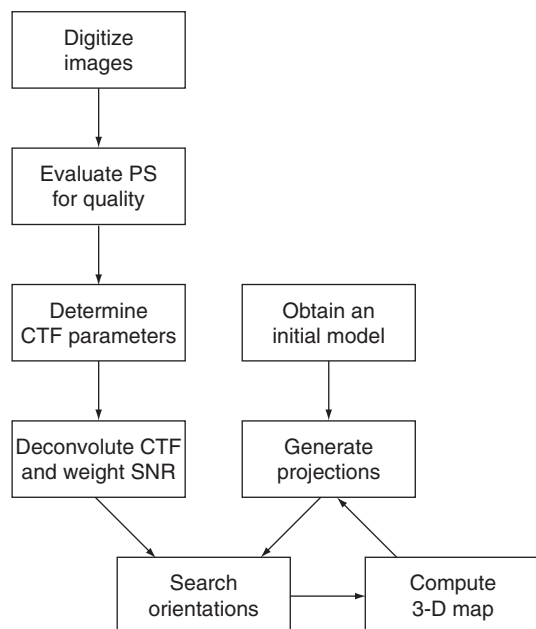 Digitize
images
Evaluate PS
for quality
Determine
CTF parameters
Obtain an
initial model
Deconvolute CTF
and weight SNR
Generate
projections
Search
orientations
Compute
3-D map